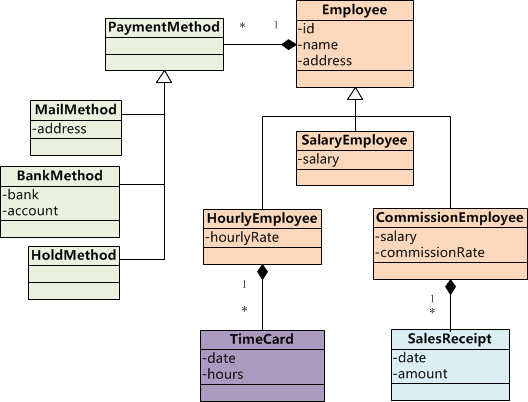 Employee
-id
-name
-address
PaymentMethod
* 1
MailMethod
-address
BankMethod
-bank
-account
HoldMethod
SalaryEmployee
-salary
HourlyEmployee
-hourlyRate
CommissionEmployee
-salary
-commissionRate
1
*
1
*
TimeCard
-date
-hours
SalesReceipt
-date
-amount